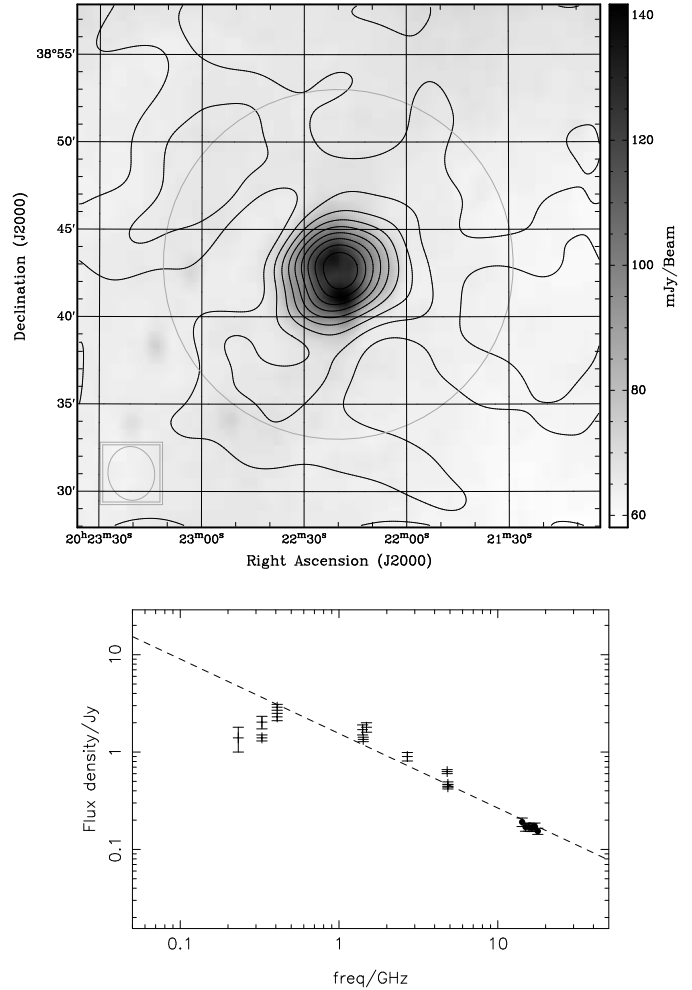 140
38°55′
50′
120
45′
Declination (J2000)
100
mJy/Beam
40′
80
35′
30′
60
20ʰ23ᵐ30ˢ
23ᵐ00ˢ
22ᵐ30ˢ
22ᵐ00ˢ
21ᵐ30ˢ
Right Ascension (J2000)
10
1
Flux density/Jy
0.1
0.1
1
10
freq/GHz